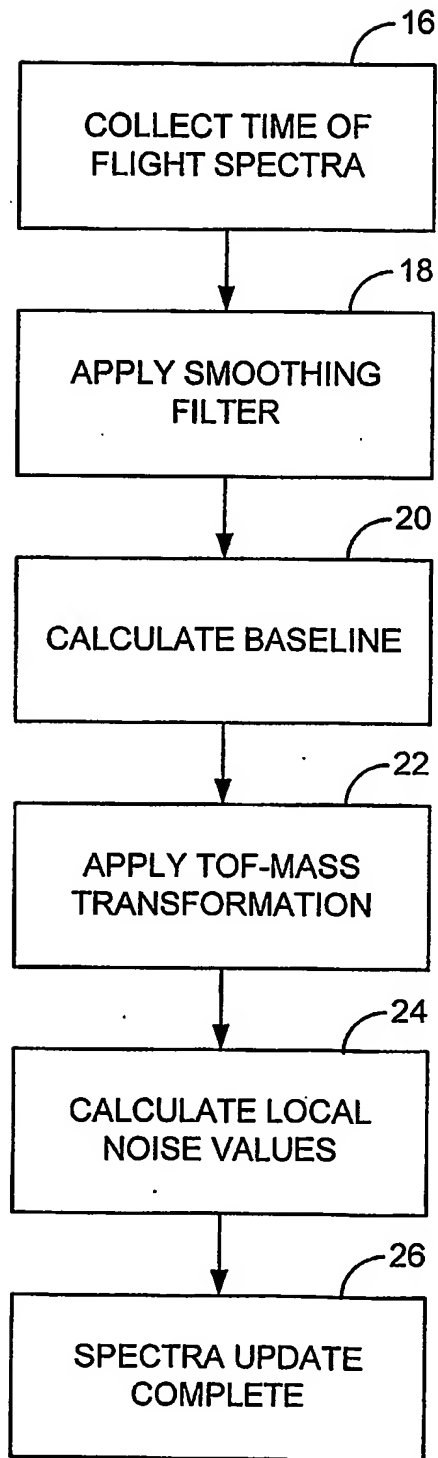 16
COLLECT TIME OF
FLIGHT SPECTRA
18
APPLY SMOOTHING
FILTER
20
CALCULATE BASELINE
22
APPLY TOF-MASS
TRANSFORMATION
24
CALCULATE LOCAL
NOISE VALUES
26
SPECTRA UPDATE
COMPLETE